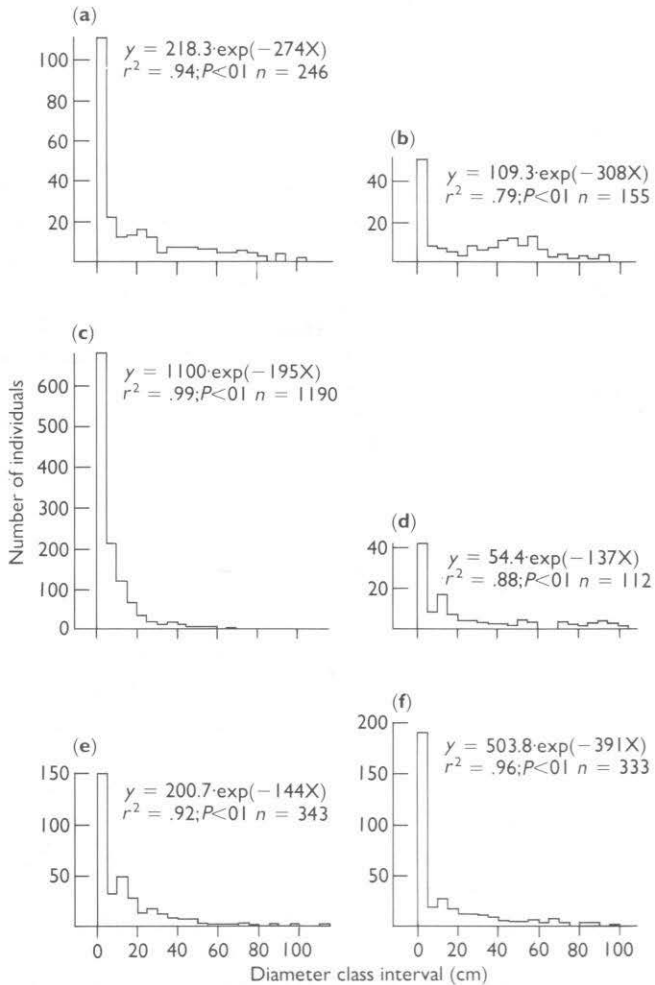 (a)
y = 218.3·exp(−274X)
r² = .94;P<01 n = 246
100
80
60
40
20
(b)
y = 109.3·exp(−308X)
r² = .79;P<01 n = 155
40
20
(c)
y = 1100·exp(−195X)
r² = .99;P<01 n = 1190
600
500
400
300
200
100
0
Number of individuals
(d)
y = 54.4·exp(−137X)
r² = .88;P<01 n = 112
40
20
(e)
y = 200.7·exp(−144X)
r² = .92;P<01 n = 343
150
100
50
0 20 40 60 80 100
(f)
y = 503.8·exp(−391X)
r² = .96;P<01 n = 333
200
150
100
50
0 20 40 60 80 100
Diameter class interval (cm)